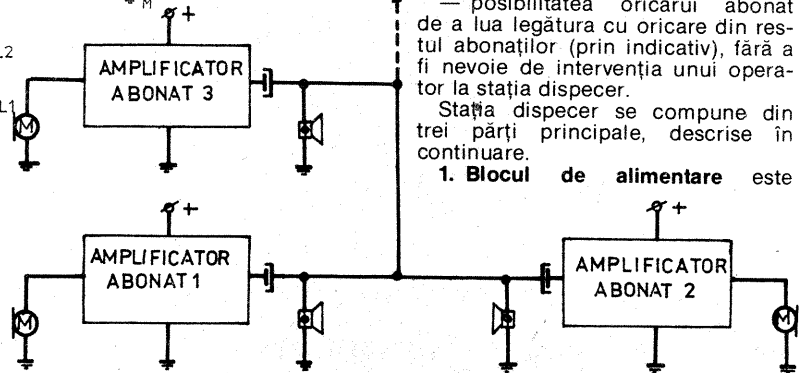 M
+
L2
AMPLIFICATOR
ABONAT 3
L1
M
— posibilitatea oricărui abonat
de a lua legătura cu oricare din res-
tul abonaților (prin indicativ), fără a
fi nevoie de intervenția unui opera-
tor la stația dispecer.
Stația dispecer se compune din
trei părți principale, descrise în
continuare.
1. Blocul de alimentare este
+
AMPLIFICATOR
ABONAT 1
M
+
AMPLIFICATOR
ABONAT 2
M